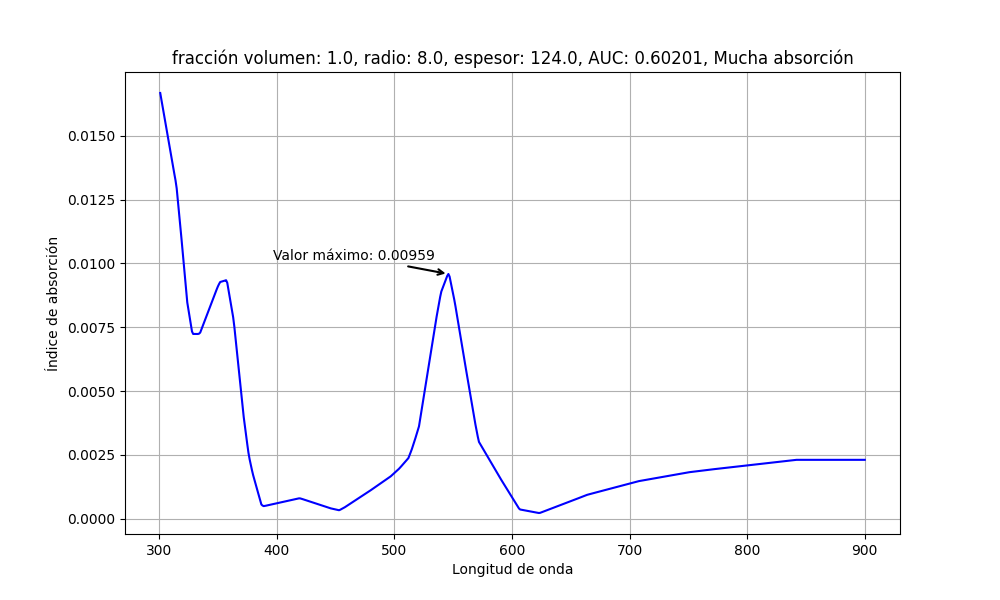 fracción volumen: 1.0, radio: 8.0, espesor: 124.0, AUC: 0.60201, Mucha absorción
Índice de absorción
0.0150
0.0125
0.0100
0.0075
0.0050
0.0025
0.0000
Valor máximo: 0.00959
300 400 500 600 700 800 900
Longitud de onda